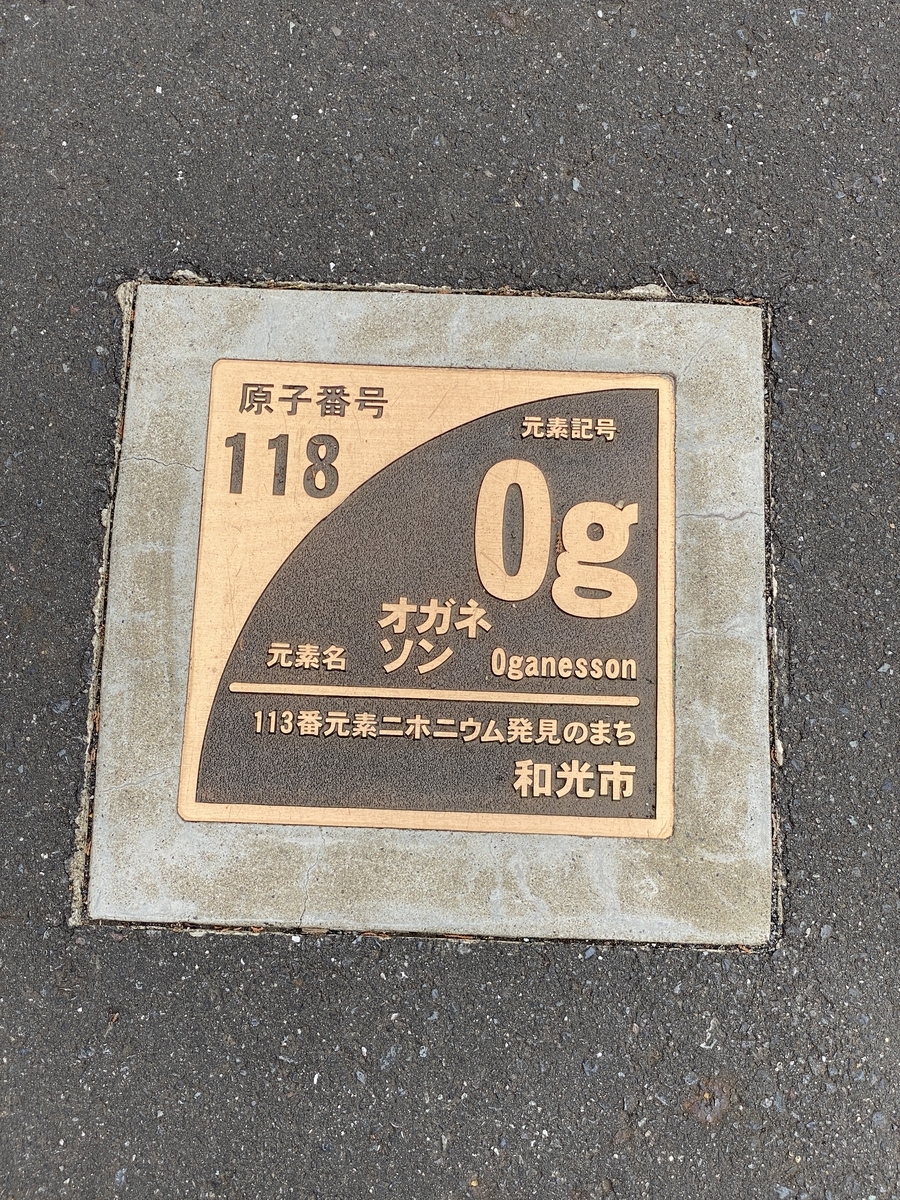 原子番号
118
元素記号
Og
オガネ
ソン
元素名
Oganesson
113番元素ニホニウム発見のまち
和光市